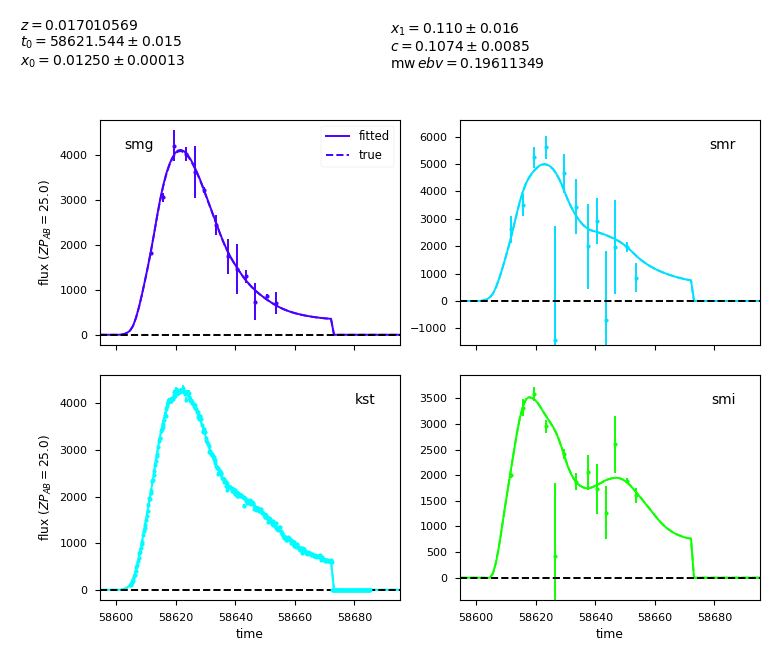 z = 0.017010569
t₀ = 58621.544 ± 0.015
x₀ = 0.01250 ± 0.00013
x₁ = 0.110 ± 0.016
c = 0.1074 ± 0.0085
mw ebv = 0.19611349
smg
fitted
true
flux (ZP_AB = 25.0)
4000
3000
2000
1000
0
smr
6000
5000
4000
3000
2000
1000
0
−1000
kst
flux (ZP_AB = 25.0)
4000
3000
2000
1000
0
58600 58620 58640 58660 58680
time
smi
3500
3000
2500
2000
1500
1000
500
0
58600 58620 58640 58660 58680
time